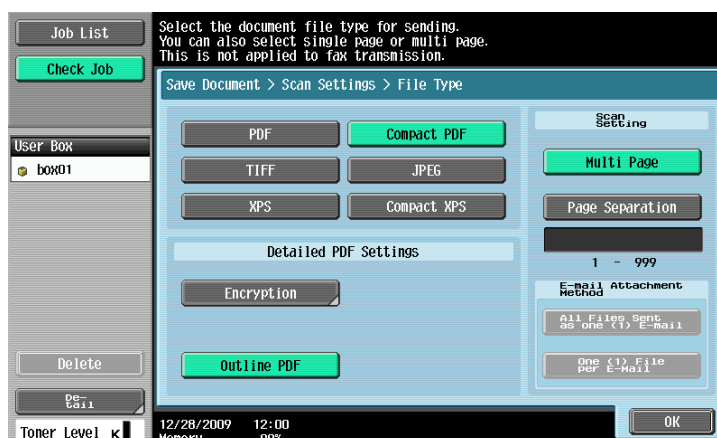 Job List
Check Job
Select the document file type for sending.
You can also select single page or multi page.
This is not applied to fax transmission.
Save Document > Scan Settings > File Type
User Box
box01
PDF
Compact PDF
TIFF
JPEG
XPS
Compact XPS
Scan
Setting
Multi Page
Page Separation
1 - 999
Detailed PDF Settings
Encryption
Outline PDF
E-mail Attachment
Method
All Files Sent
as one (1) E-mail
One (1) File
per E-Mail
Delete
De-
tail
Toner Level K
12/28/2009 12:00
Memory
OK